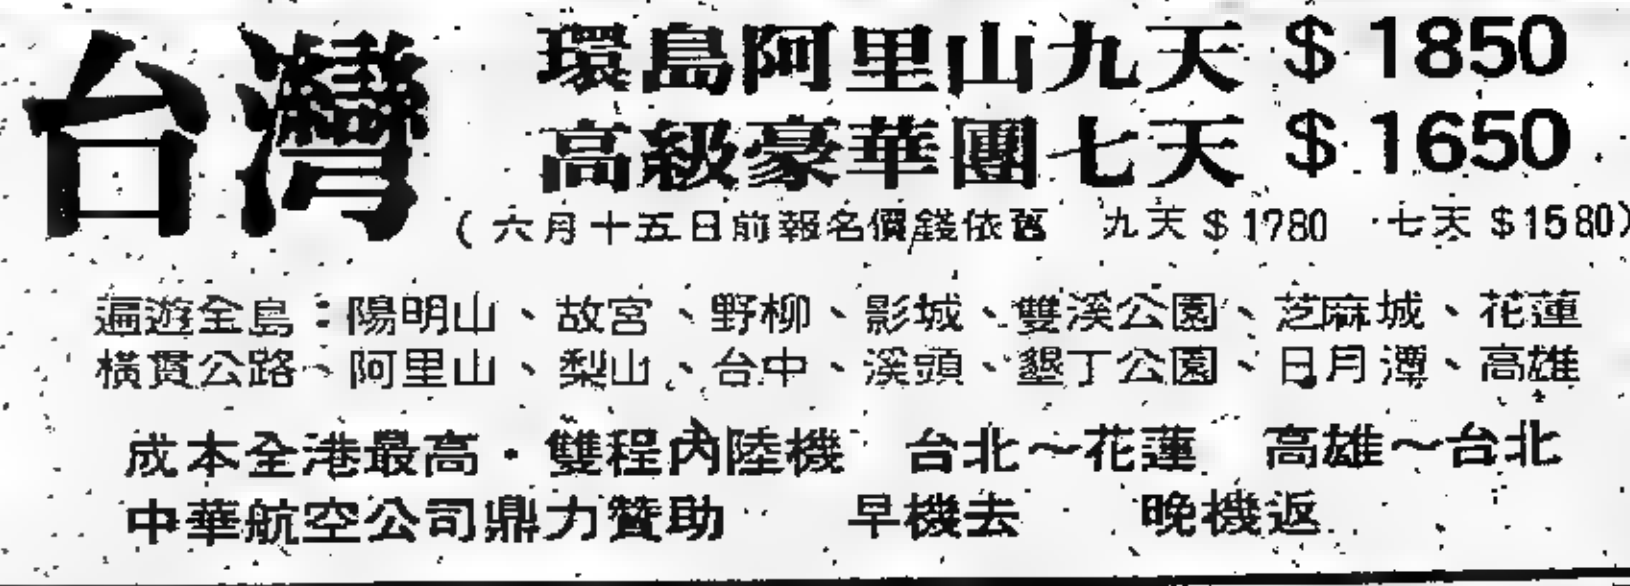 台灣
環島阿里山九天 $1850
高級豪華團七天 $1650
(六月十五日前報名價錢依舊 九天$1780 七天$1580)
遍遊全島：陽明山、故宮、野柳、影城、雙溪公園、芝麻城、花蓮
橫貫公路、阿里山、梨山、台中、溪頭、墾丁公園、日月潭、高雄
成本全港最高·雙程內陸機 台北～花蓮 高雄～台北
中華航空公司鼎力贊助 早機去 晚機返